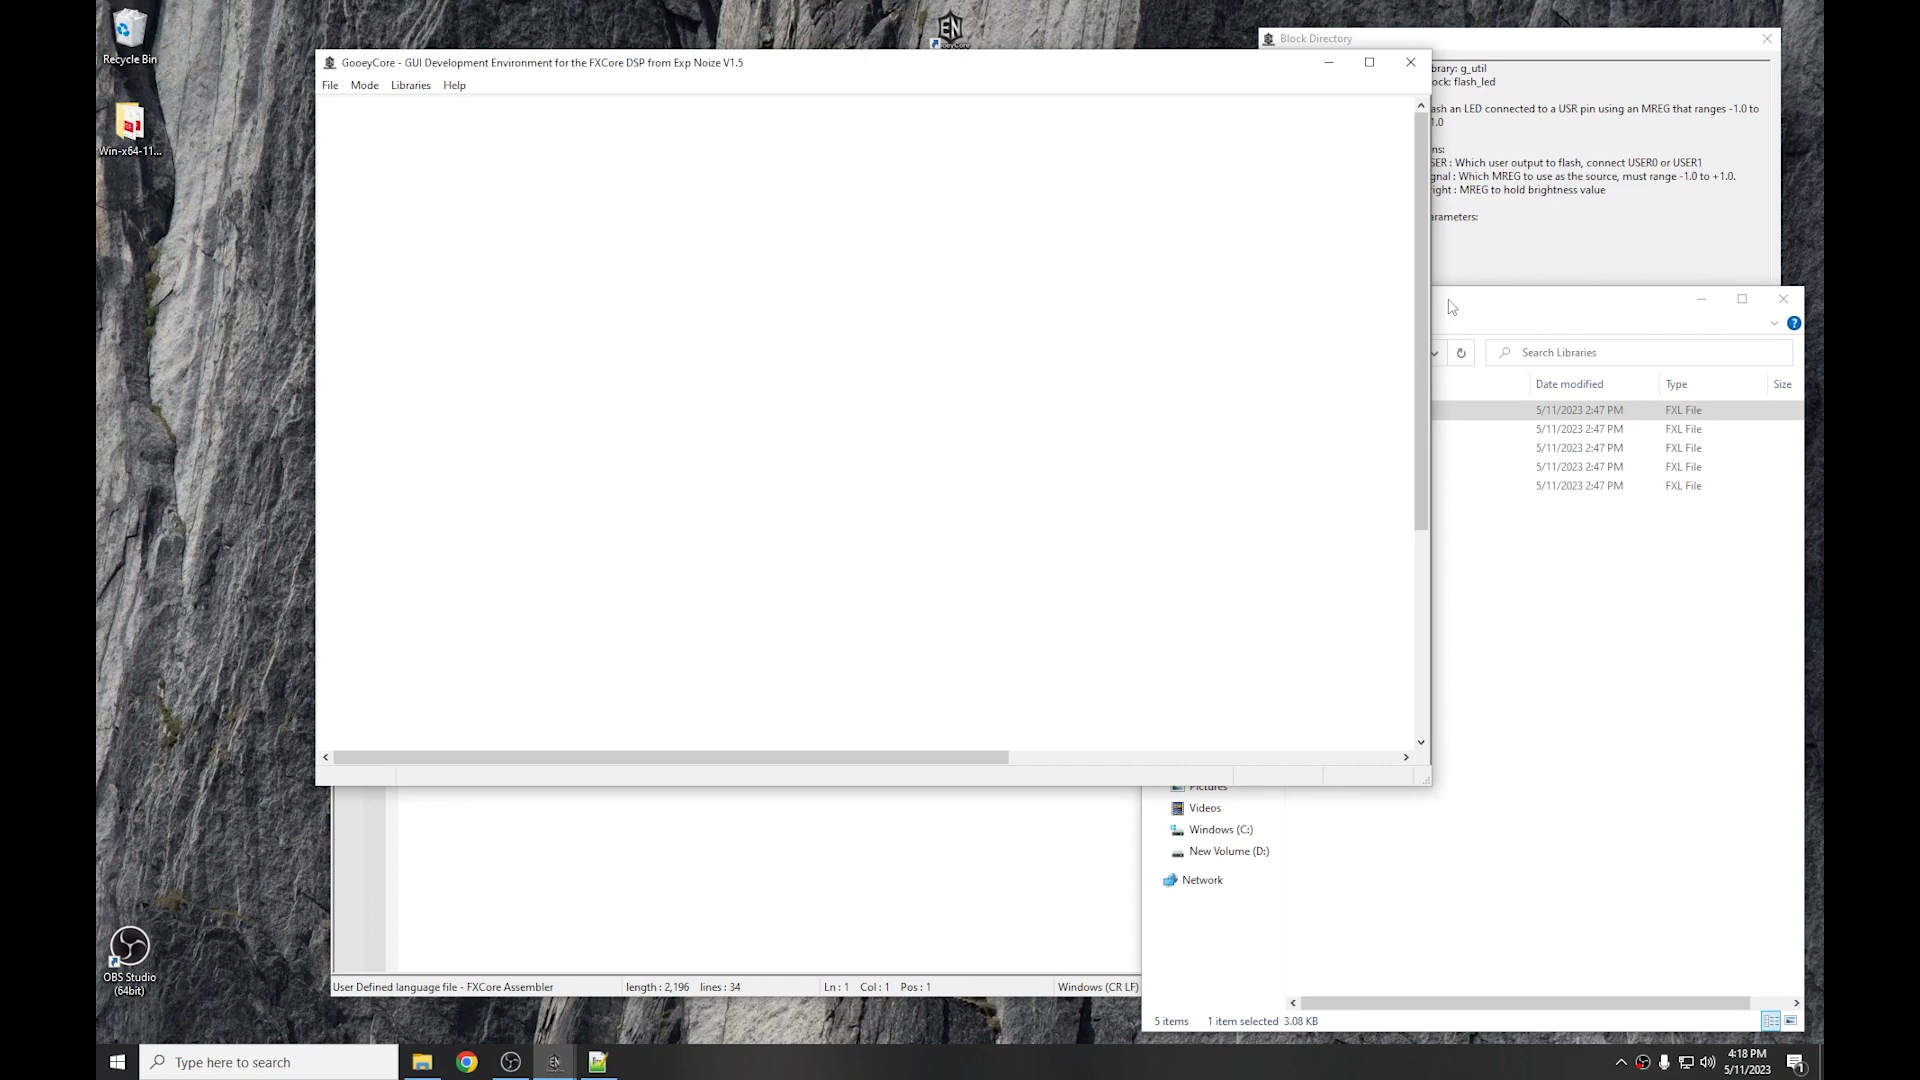 Recycle Bin
Win-x64-11...
GooeyCore
Block Directory
brary: g_util
ock: flash_led
ash an LED connected to a USR pin using an MREG that ranges -1.0 to
1.0
ns:
SER : Which user output to flash, connect USER0 or USER1
gnal : Which MREG to use as the source, must range -1.0 to +1.0.
ight : MREG to hold brightness value
arameters:
GooeyCore - GUI Development Environment for the FXCore DSP from Exp Noize V1.5
File Mode Libraries Help
Search Libraries
Date modified Type Size
5/11/2023 2:47 PM FXL File
5/11/2023 2:47 PM FXL File
5/11/2023 2:47 PM FXL File
5/11/2023 2:47 PM FXL File
5/11/2023 2:47 PM FXL File
Pictures
Videos
Windows (C:)
New Volume (D:)
Network
5 items 1 item selected 3.08 KB
User Defined language file - FXCore Assembler length : 2,196 lines : 34 Ln : 1 Col : 1 Pos : 1 Windows (CR LF)
OBS Studio
(64bit)
Type here to search
4:18 PM
5/11/2023